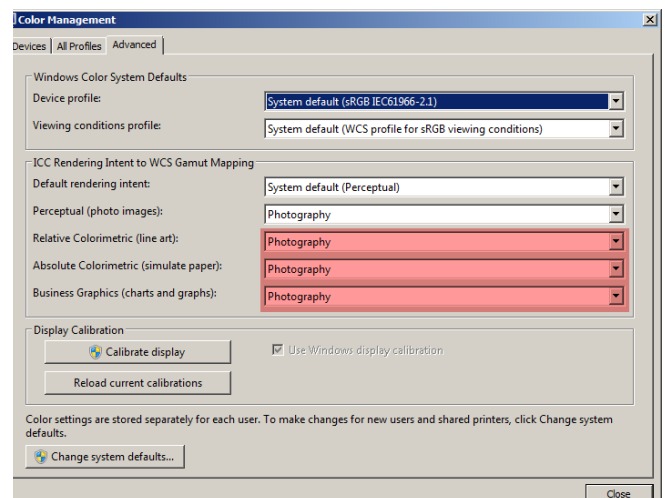 Color Management
Devices
All Profiles
Advanced
Windows Color System Defaults
Device profile:
System default (sRGB IEC61966-2.1)
Viewing conditions profile:
System default (WCS profile for sRGB viewing conditions)
ICC Rendering Intent to WCS Gamut Mapping
Default rendering intent:
System default (Perceptual)
Perceptual (photo images):
Photography
Relative Colorimetric (line art):
Photography
Absolute Colorimetric (simulate paper):
Photography
Business Graphics (charts and graphs):
Photography
Display Calibration
Calibrate display
Use Windows display calibration
Reload current calibrations
Color settings are stored separately for each user. To make changes for new users and shared printers, click Change system
defaults.
Change system defaults...
Close